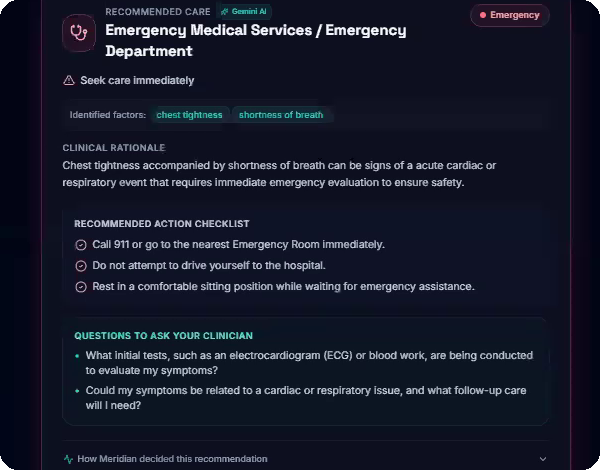 RECOMMENDED CARE Gemini AI
Emergency
Emergency Medical Services / Emergency
Department
Seek care immediately
Identified factors: chest tightness shortness of breath
CLINICAL RATIONALE
Chest tightness accompanied by shortness of breath can be signs of a acute cardiac or
respiratory event that requires immediate emergency evaluation to ensure safety.
RECOMMENDED ACTION CHECKLIST
Call 911 or go to the nearest Emergency Room immediately.
Do not attempt to drive yourself to the hospital.
Rest in a comfortable sitting position while waiting for emergency assistance.
QUESTIONS TO ASK YOUR CLINICIAN
• What initial tests, such as an electrocardiogram (ECG) or blood work, are being conducted
to evaluate my symptoms?
• Could my symptoms be related to a cardiac or respiratory issue, and what follow-up care
will I need?
How Meridian decided this recommendation